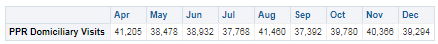 Apr May Jun Jul Aug Sep Oct Nov Dec
PPR Domiciliary Visits 41,205 38,478 38,932 37,768 41,460 37,392 39,780 40,366 39,294